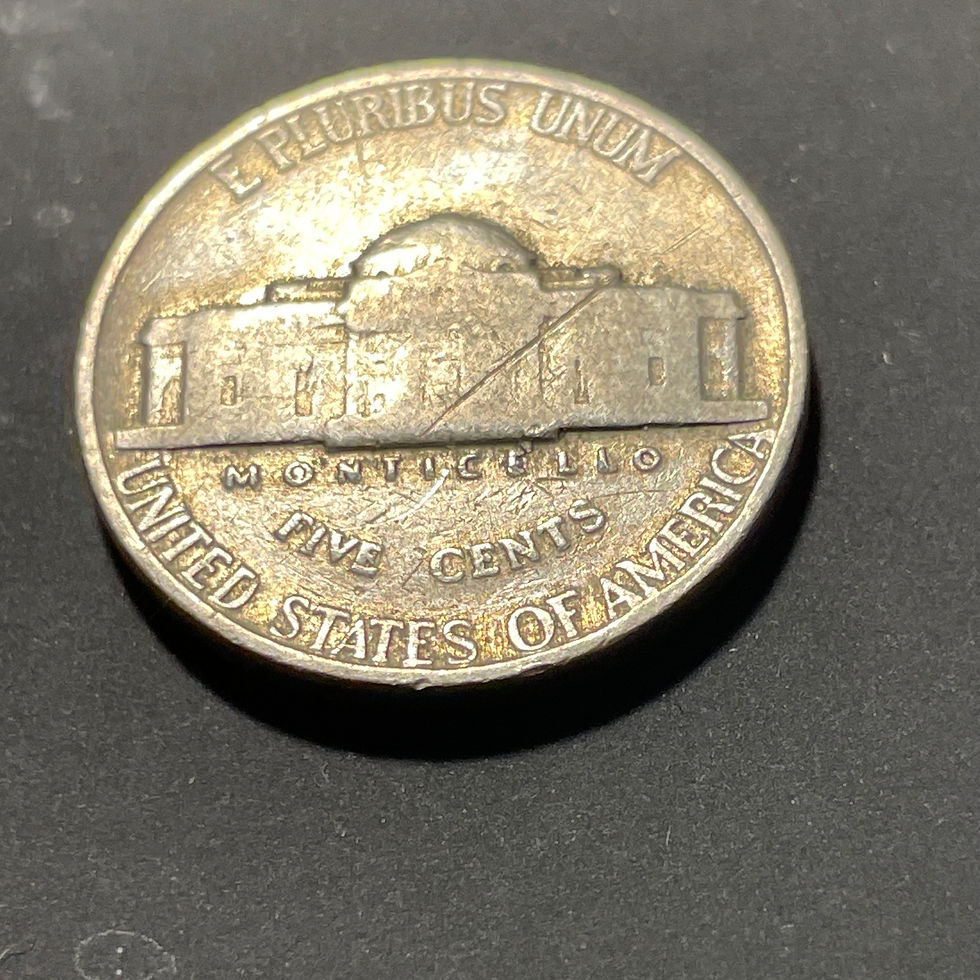 E PLURIBUS UNUM
MONTICELLO
FIVE CENTS
UNITED STATES OF AMERICA